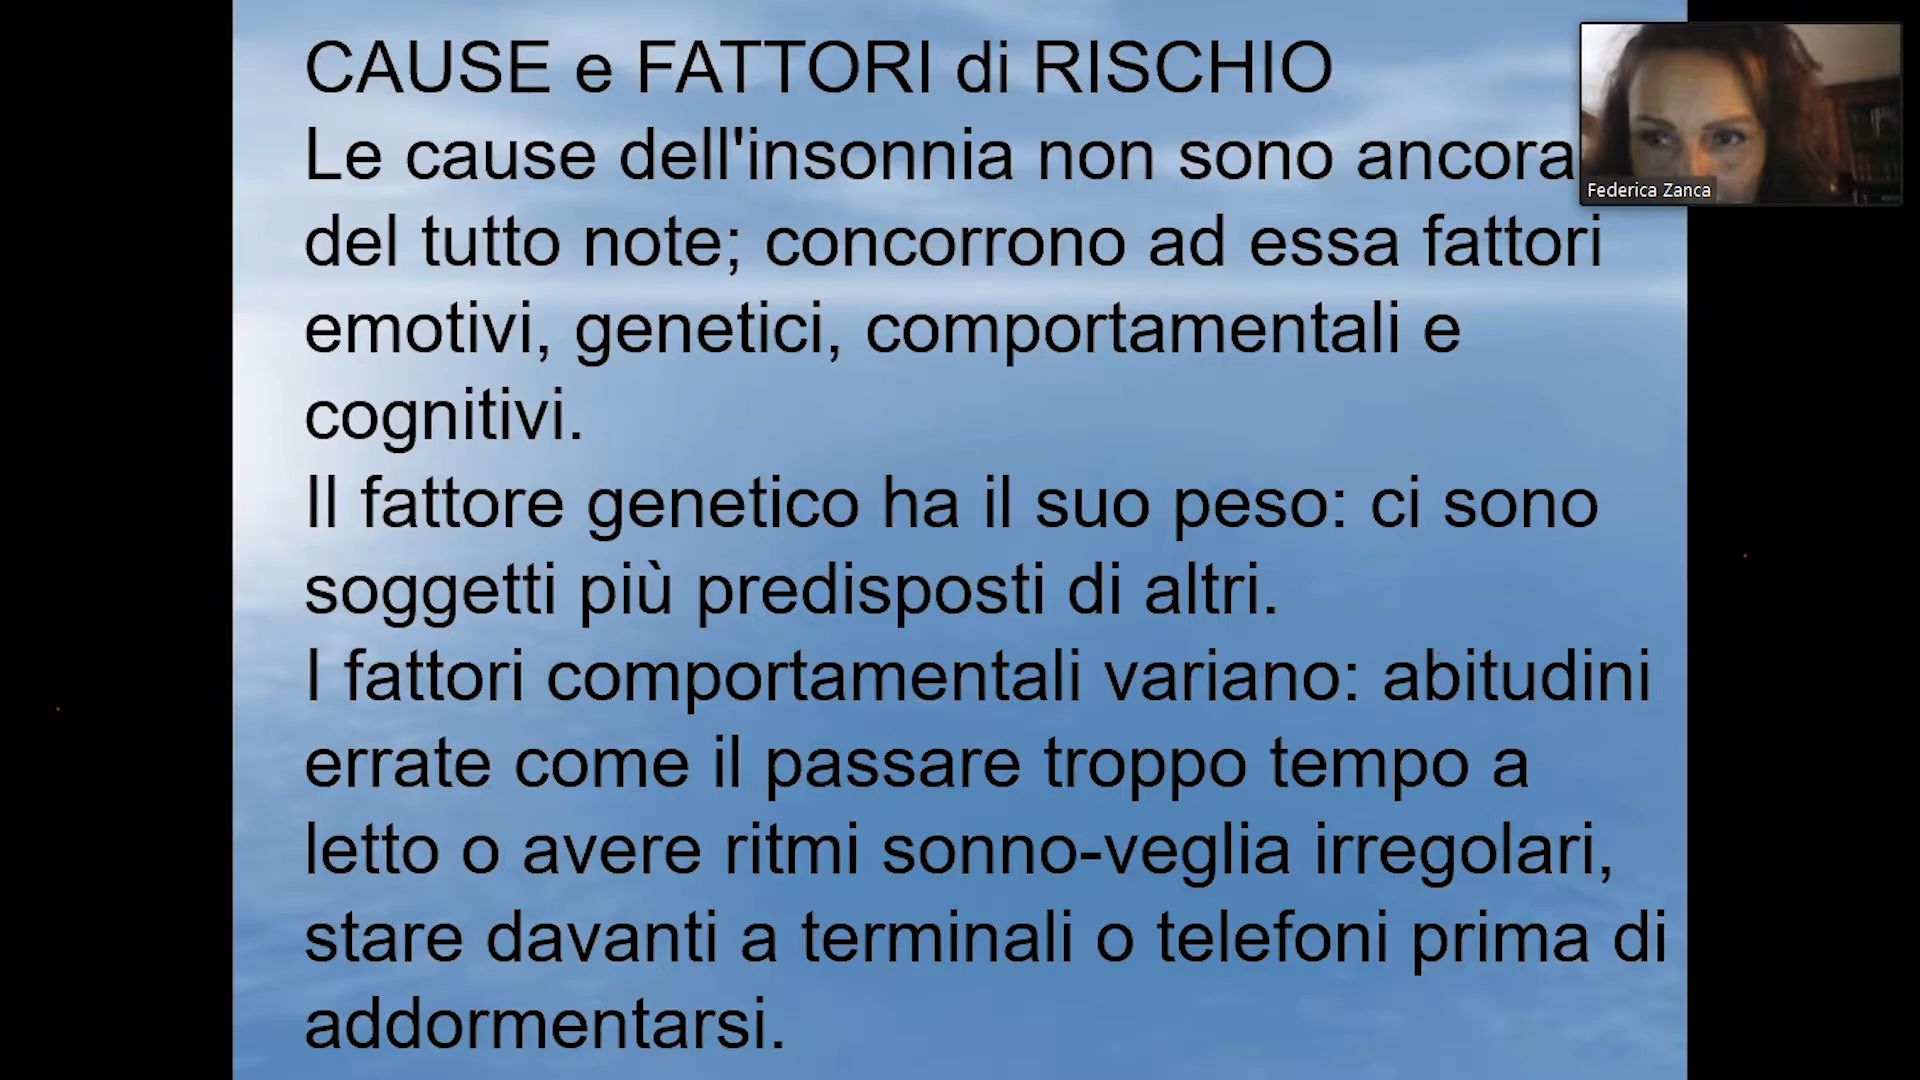 CAUSE e FATTORI di RISCHIO
Le cause dell'insonnia non sono ancora
del tutto note; concorrono ad essa fattori
emotivi, genetici, comportamentali e
cognitivi.
Il fattore genetico ha il suo peso: ci sono
soggetti più predisposti di altri.
I fattori comportamentali variano: abitudini
errate come il passare troppo tempo a
letto o avere ritmi sonno-veglia irregolari,
stare davanti a terminali o telefoni prima di
addormentarsi.
Federica Zanca